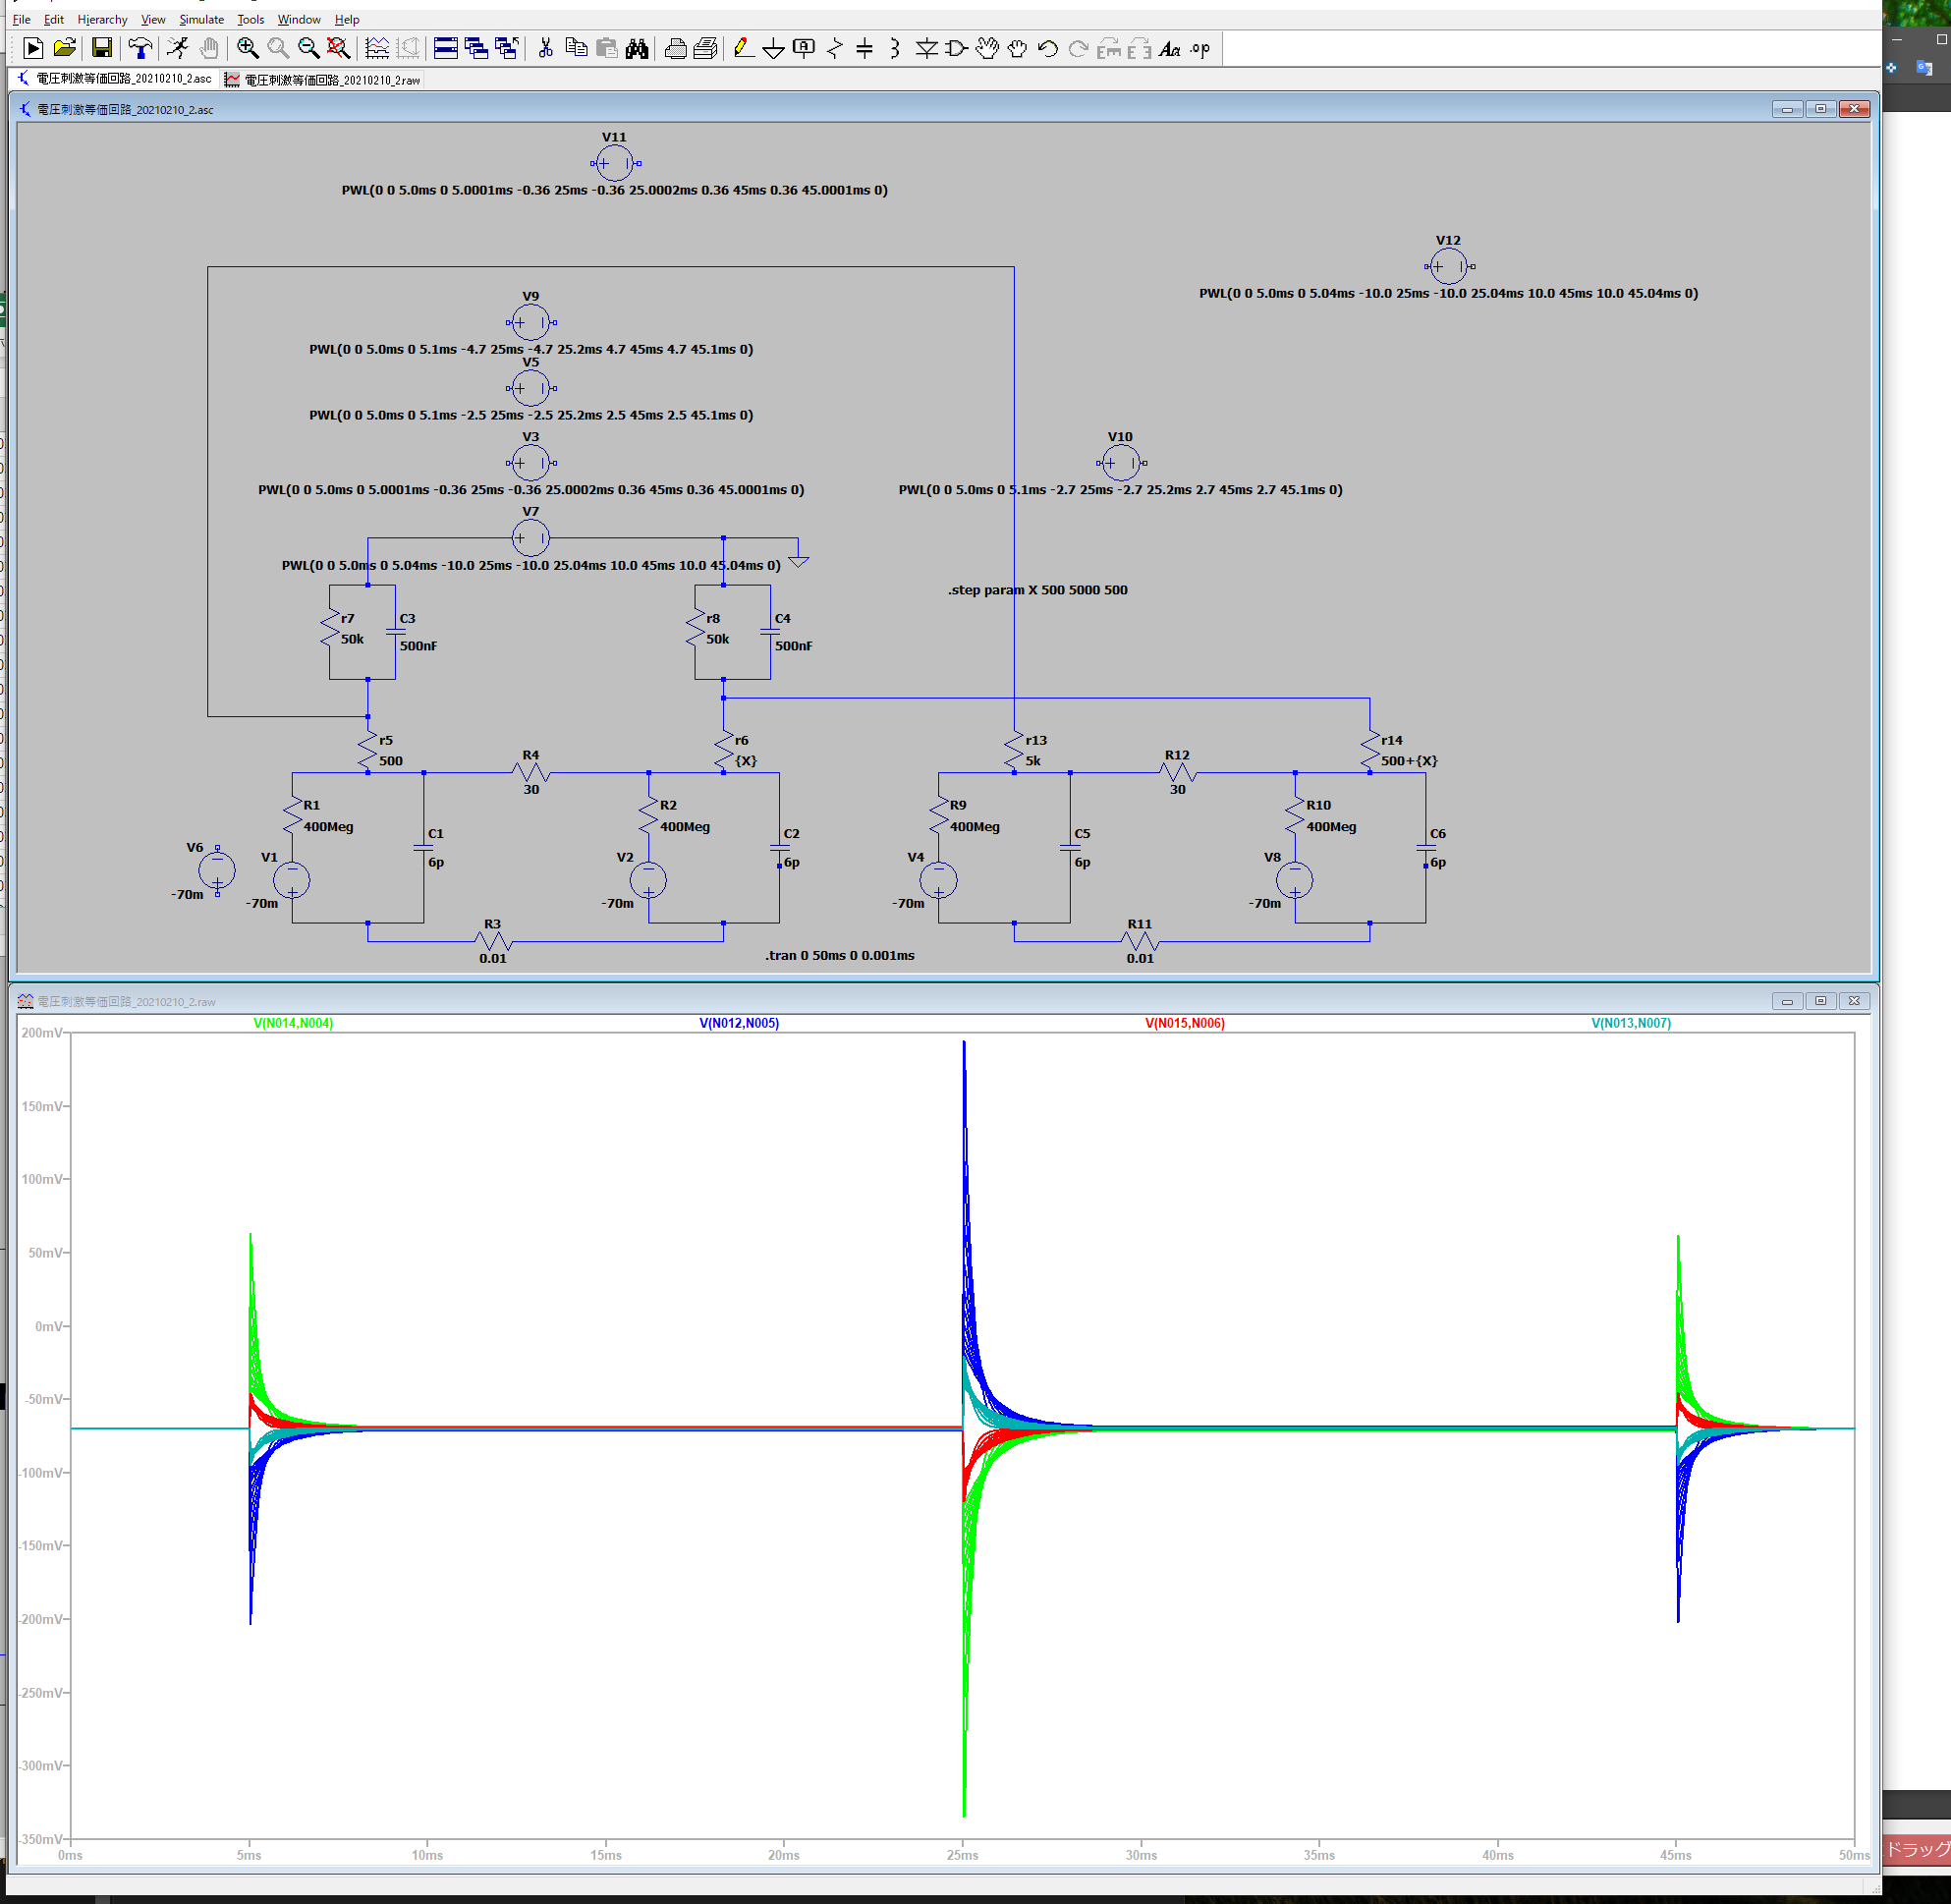 File Edit Hierarchy View Simulate Tools Window Help
電圧刺激等価回路_20210210_2.asc 電圧刺激等価回路_20210210_2.raw
電圧刺激等価回路_20210210_2.asc
V11
PWL(0 0 5.0ms 0 5.0001ms -0.36 25ms -0.36 25.0002ms 0.36 45ms 0.36 45.0001ms 0)
V12
PWL(0 0 5.0ms 0 5.04ms -10.0 25ms -10.0 25.04ms 10.0 45ms 10.0 45.04ms 0)
V9
PWL(0 0 5.0ms 0 5.1ms -4.7 25ms -4.7 25.2ms 4.7 45ms 4.7 45.1ms 0)
V5
PWL(0 0 5.0ms 0 5.1ms -2.5 25ms -2.5 25.2ms 2.5 45ms 2.5 45.1ms 0)
V3
PWL(0 0 5.0ms 0 5.0001ms -0.36 25ms -0.36 25.0002ms 0.36 45ms 0.36 45.0001ms 0)
V10
PWL(0 0 5.0ms 0 5.1ms -2.7 25ms -2.7 25.2ms 2.7 45ms 2.7 45.1ms 0)
V7
PWL(0 0 5.0ms 0 5.04ms -10.0 25ms -10.0 25.04ms 10.0 45ms 10.0 45.04ms 0)
.step param X 500 5000 500
r7 C3 r8 C4
50k 500nF 50k 500nF
r5 R4 r6 r13 R12 r14
500 30 {X} 5k 30 500+{X}
R1 R2 R9 R10
400Meg 400Meg 400Meg 400Meg
C1 C2 C5 C6
6p 6p 6p 6p
V6 V1 V2 V4 V8
-70m -70m -70m -70m -70m
R3 R11
0.01 0.01
.tran 0 50ms 0 0.001ms
電圧刺激等価回路_20210210_2.raw
V(N014,N004) V(N012,N005) V(N015,N006) V(N013,N007)
200mV
150mV
100mV
50mV
0mV
-50mV
-100mV
-150mV
-200mV
-250mV
-300mV
-350mV
0ms 5ms 10ms 15ms 20ms 25ms 30ms 35ms 40ms 45ms 50ms
ドラッグ